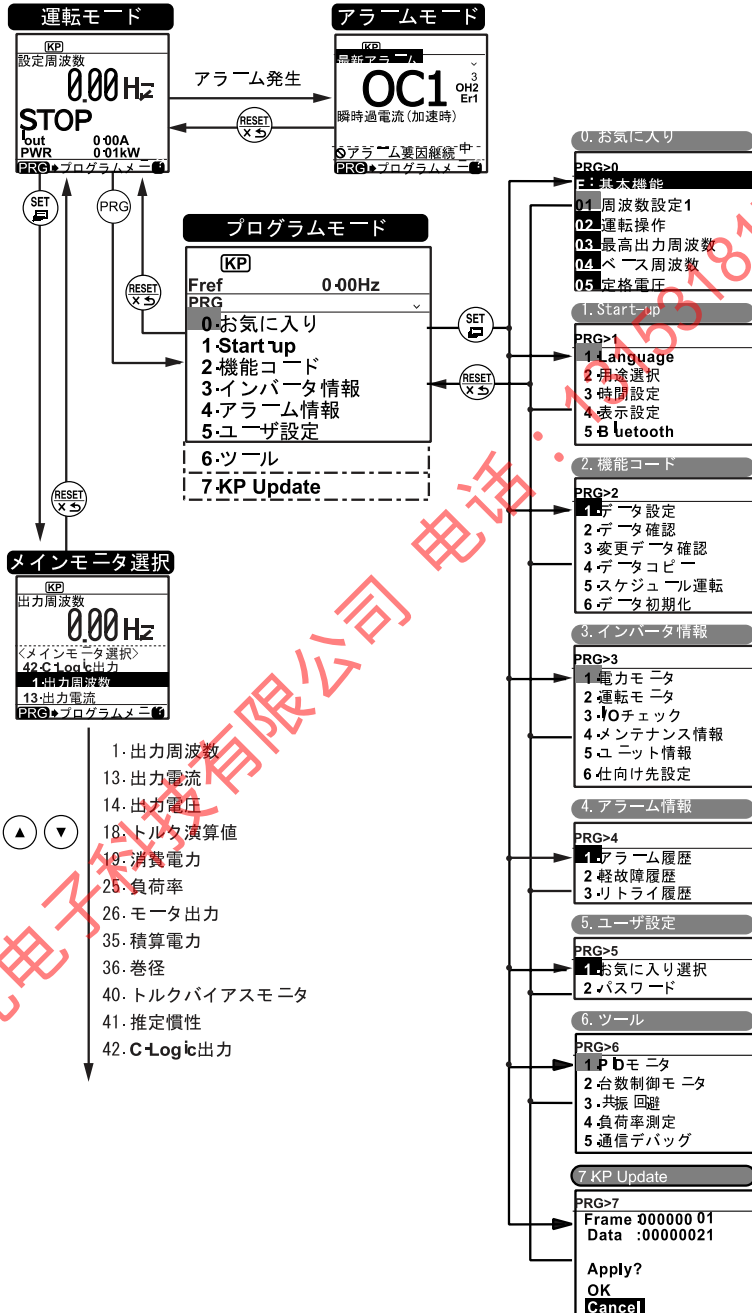 運転モード
KP
設定周波数
0.00Hz
STOP
Iout 0.00A
PWR 0.01kW
PRG プログラムメニ
アラーム発生
RESET
アラームモード
KP
最新アラーム
OC1
3
OH2
Er1
瞬時過電流(加速時)
アラーム要因継続中
PRG>プログラムメニ
SET
PRG
RESET
プログラムモード
KP
Fref 0.00Hz
PRG
0.お気に入り
1.Start-up
2.機能コード
3.インバータ情報
4.アラーム情報
5.ユーザ設定
6.ツール
7.KP Update
SET
RESET
RESET
メインモニタ選択
KP
出力周波数
0.00Hz
<メインモニタ選択>
42.C-Logic出力
1.出力周波数
13.出力電流
PRG プログラムメニ
1.出力周波数
13.出力電流
14.出力電圧
18.トルク演算値
19.消費電力
25.負荷率
26.モータ出力
35.積算電力
36.巻径
40.トルクバイアスモニタ
41.推定慣性
42.C-Logic出力
0.お気に入り
PRG>0
F:基本機能
01 周波数設定1
02 運転操作
03 最高出力周波数
04 ベース周波数
05 定格電圧
1.Start-up
PRG>1
1.Language
2.用途選択
3.時間設定
4.表示設定
5.Bluetooth
2.機能コード
PRG>2
1.データ設定
2.データ確認
3.変更データ確認
4.データコピー
5.スケジュール運転
6.データ初期化
3.インバータ情報
PRG>3
1.電力モニタ
2.運転モニタ
3.I/Oチェック
4.メンテナンス情報
5.ユニット情報
6.仕向け先設定
4.アラーム情報
PRG>4
1.アラーム履歴
2.軽故障履歴
3.リトライ履歴
5.ユーザ設定
PRG>5
1.お気に入り選択
2.パスワード
6.ツール
PRG>6
1.PIDモニタ
2.台数制御モニタ
3.共振回避
4.負荷率測定
5.通信デバッグ
7.KP Update
PRG>7
Frame:000000 01
Data :00000021
Apply?
OK
Cancel
电子科技有限公司 电话:13153181